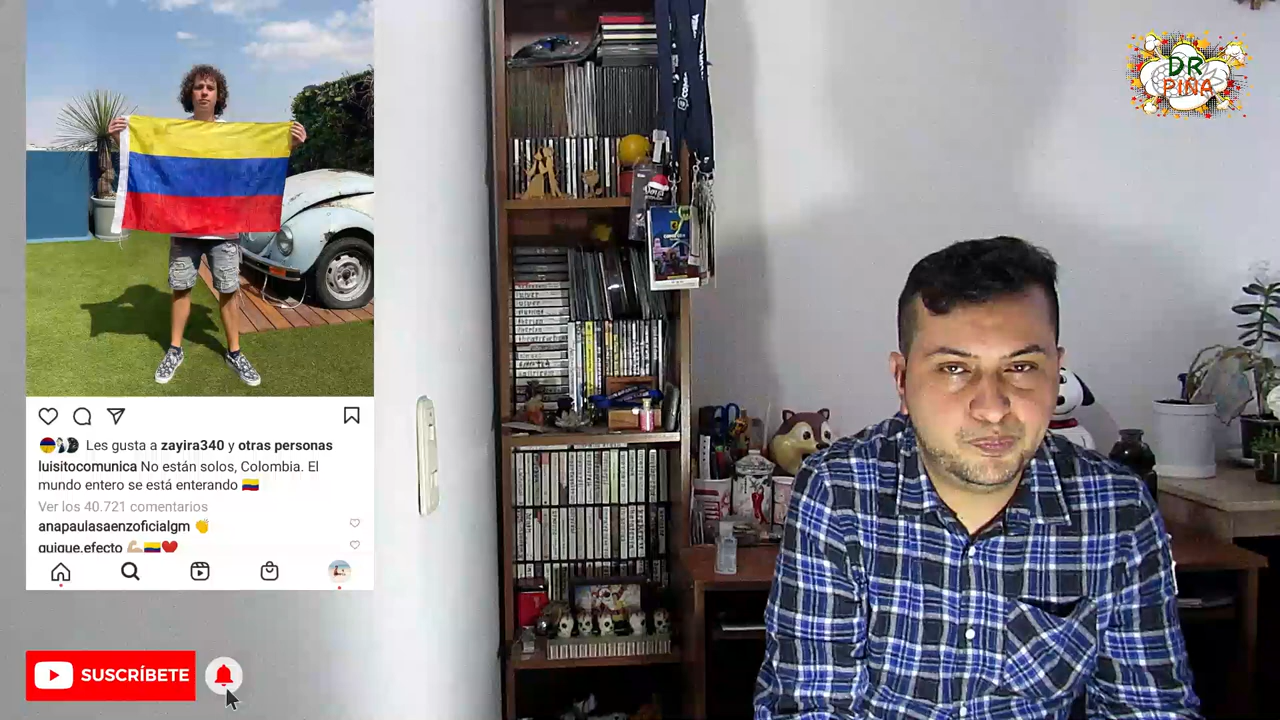 DR
PIÑA
Les gusta a zayira340 y otras personas
luisitocomunica No están solos, Colombia. El
mundo entero se está enterando
Ver los 40.721 comentarios
anapaulasaenzoficialgm
quique.efecto
SUSCRÍBETE